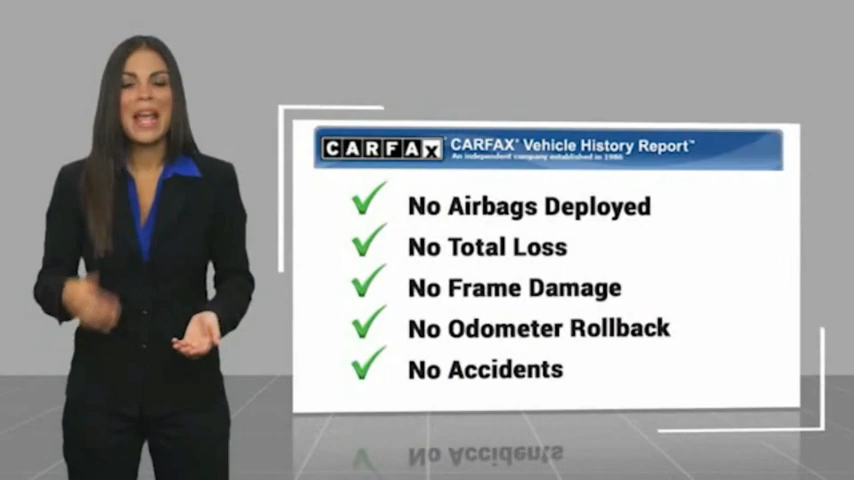 CARFAX CARFAX® Vehicle History Report™
An independent company established in 1986
No Airbags Deployed
No Total Loss
No Frame Damage
No Odometer Rollback
No Accidents
No Accidents